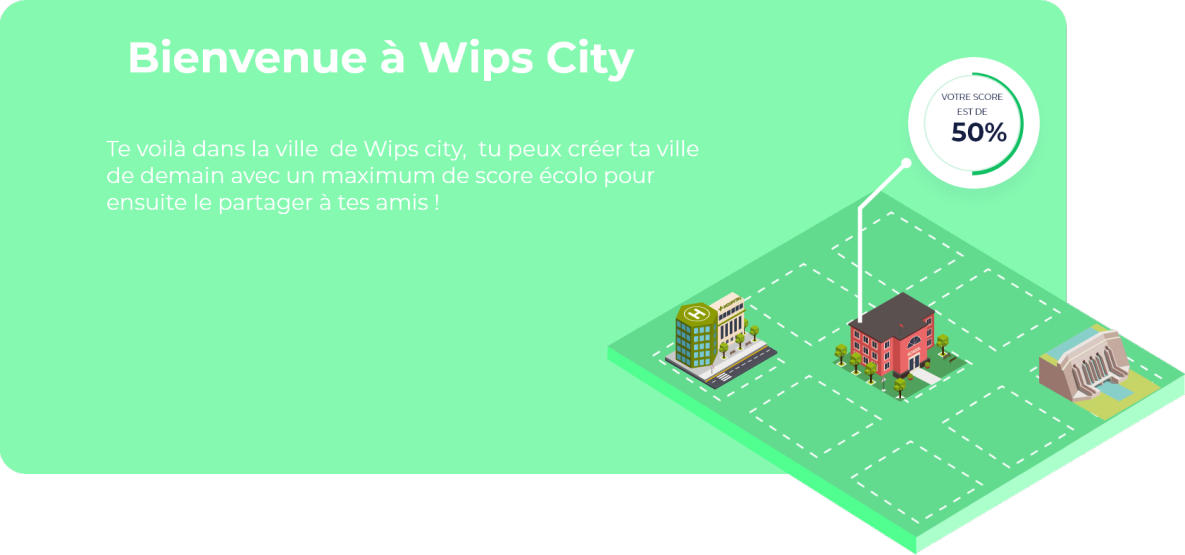 Bienvenue à Wips City
Te voilà dans la ville de Wips city, tu peux créer ta ville
de demain avec un maximum de score écolo pour
ensuite le partager à tes amis !
VOTRE SCORE
EST DE
50%
HOSPITAL
H